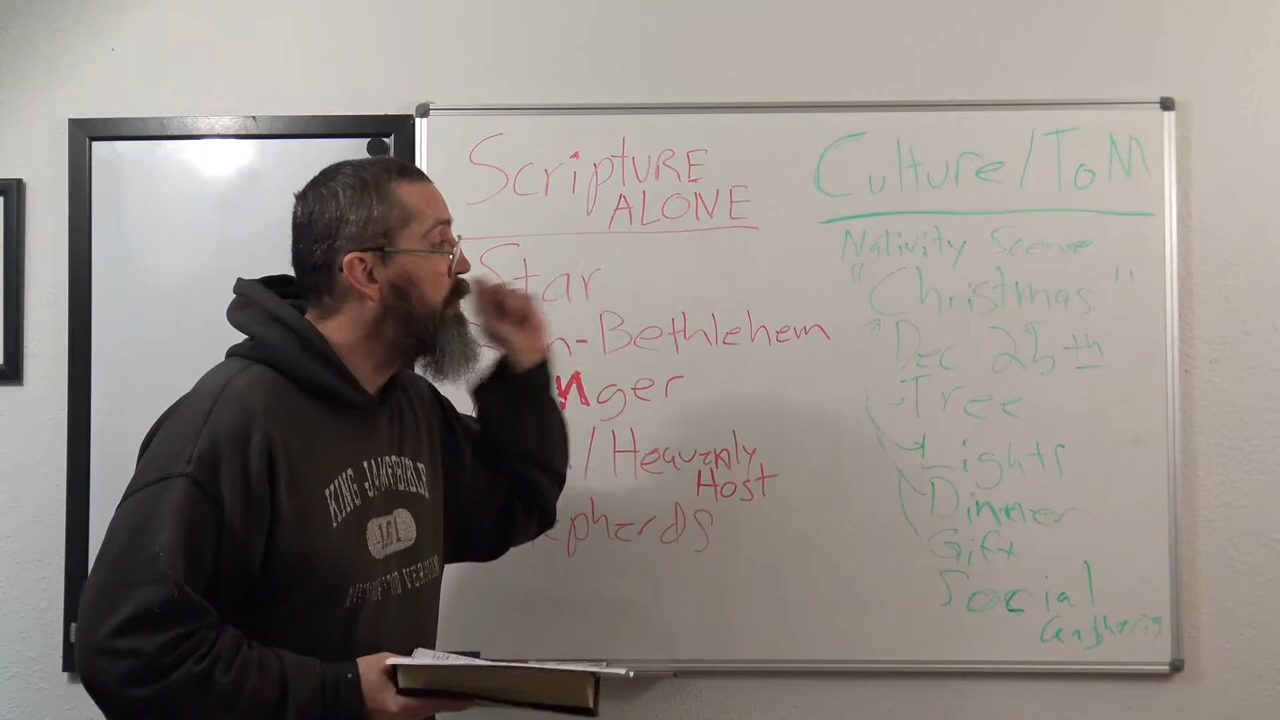 ScriptURE
ALONE
Star
n-Bethlehem
nger
/Heavenly
Host
epherds
Culture/ToM
Nativity Scene
"Christmas"
Dec 25th
Tree
Lights
Dinner
Gift
Social
Gathering
KING JAMES BIBLE
1611
AUTHORIZED VERSION